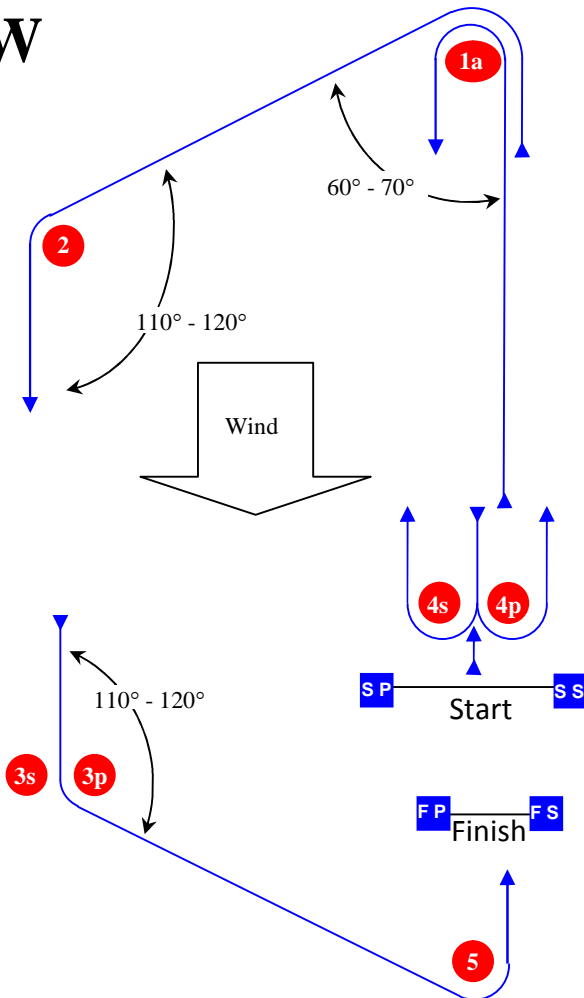 W
1a
60° - 70°
2
110° - 120°
Wind
4s
4p
S P
S S
Start
110° - 120°
3s
3p
F P
F S
Finish
5